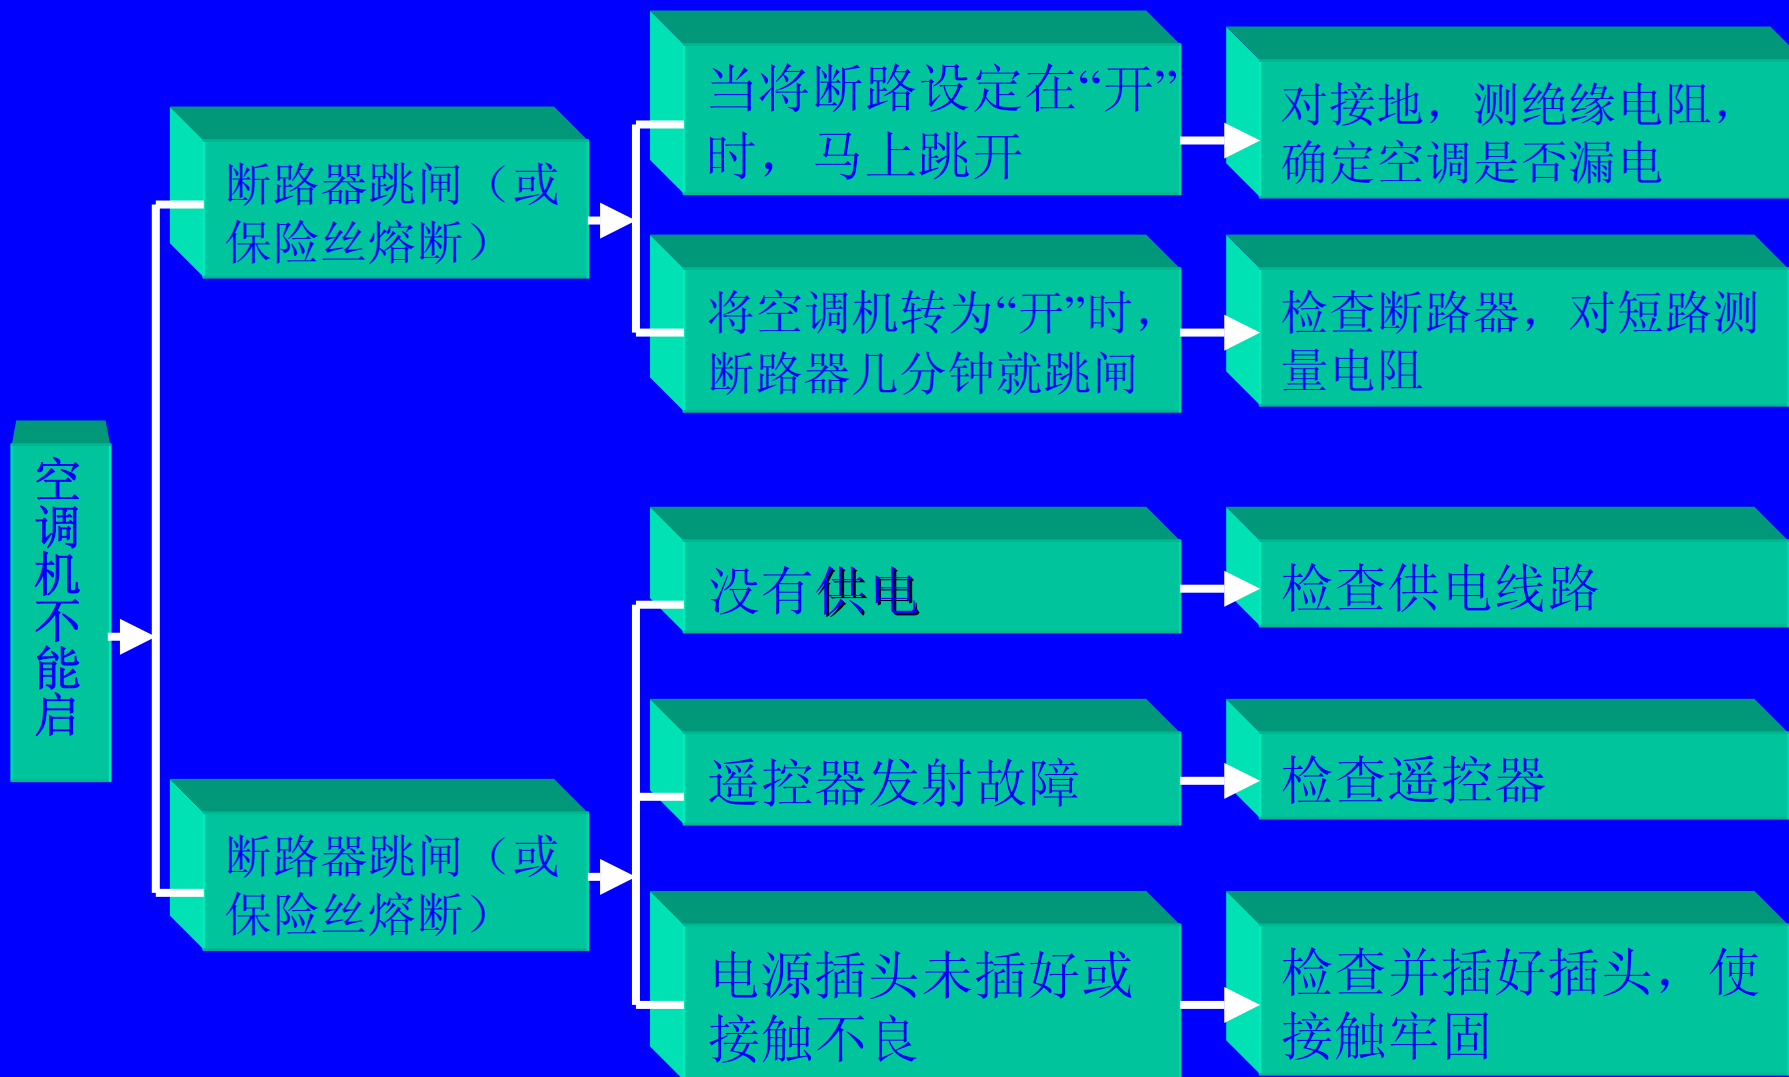 空调机不能启
断路器跳闸（或
保险丝熔断）
当将断路设定在“开”
时，马上跳开
对接地，测绝缘电阻，
确定空调是否漏电
将空调机转为“开”时，
断路器几分钟就跳闸
检查断路器，对短路测
量电阻
断路器跳闸（或
保险丝熔断）
没有供电
检查供电线路
遥控器发射故障
检查遥控器
电源插头未插好或
接触不良
检查并插好插头，使
接触牢固